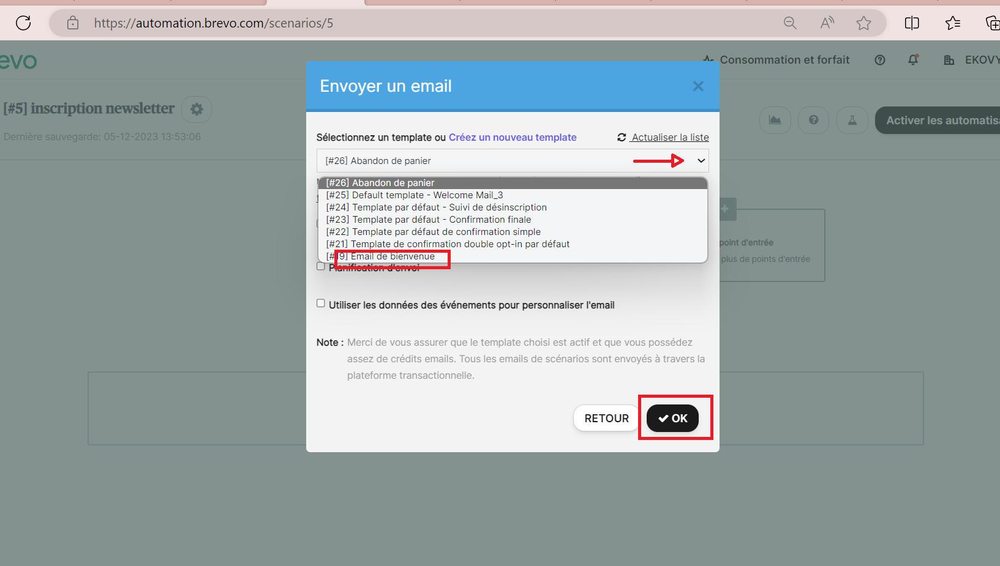 https://automation.brevo.com/scenarios/5
evo
Consommation et forfait
EKOVY
[#5] inscription newsletter
Dernière sauvegarde: 05-12-2023 13:53:06
Activer les automatisa
Envoyer un email
Sélectionnez un template ou Créez un nouveau template
Actualiser la liste
[#26] Abandon de panier
[#26] Abandon de panier
[#25] Default template - Welcome Mail_3
[#24] Template par défaut - Suivi de désinscription
[#23] Template par défaut - Confirmation finale
[#22] Template par défaut de confirmation simple
[#21] Template de confirmation double opt-in par défaut
[#19] Email de bienvenue
Planification d'envoi
point d'entrée
plus de points d'entrée
Utiliser les données des événements pour personnaliser l'email
Note : Merci de vous assurer que le template choisi est actif et que vous possédez
assez de crédits emails. Tous les emails de scénarios sont envoyés à travers la
plateforme transactionnelle.
RETOUR
OK